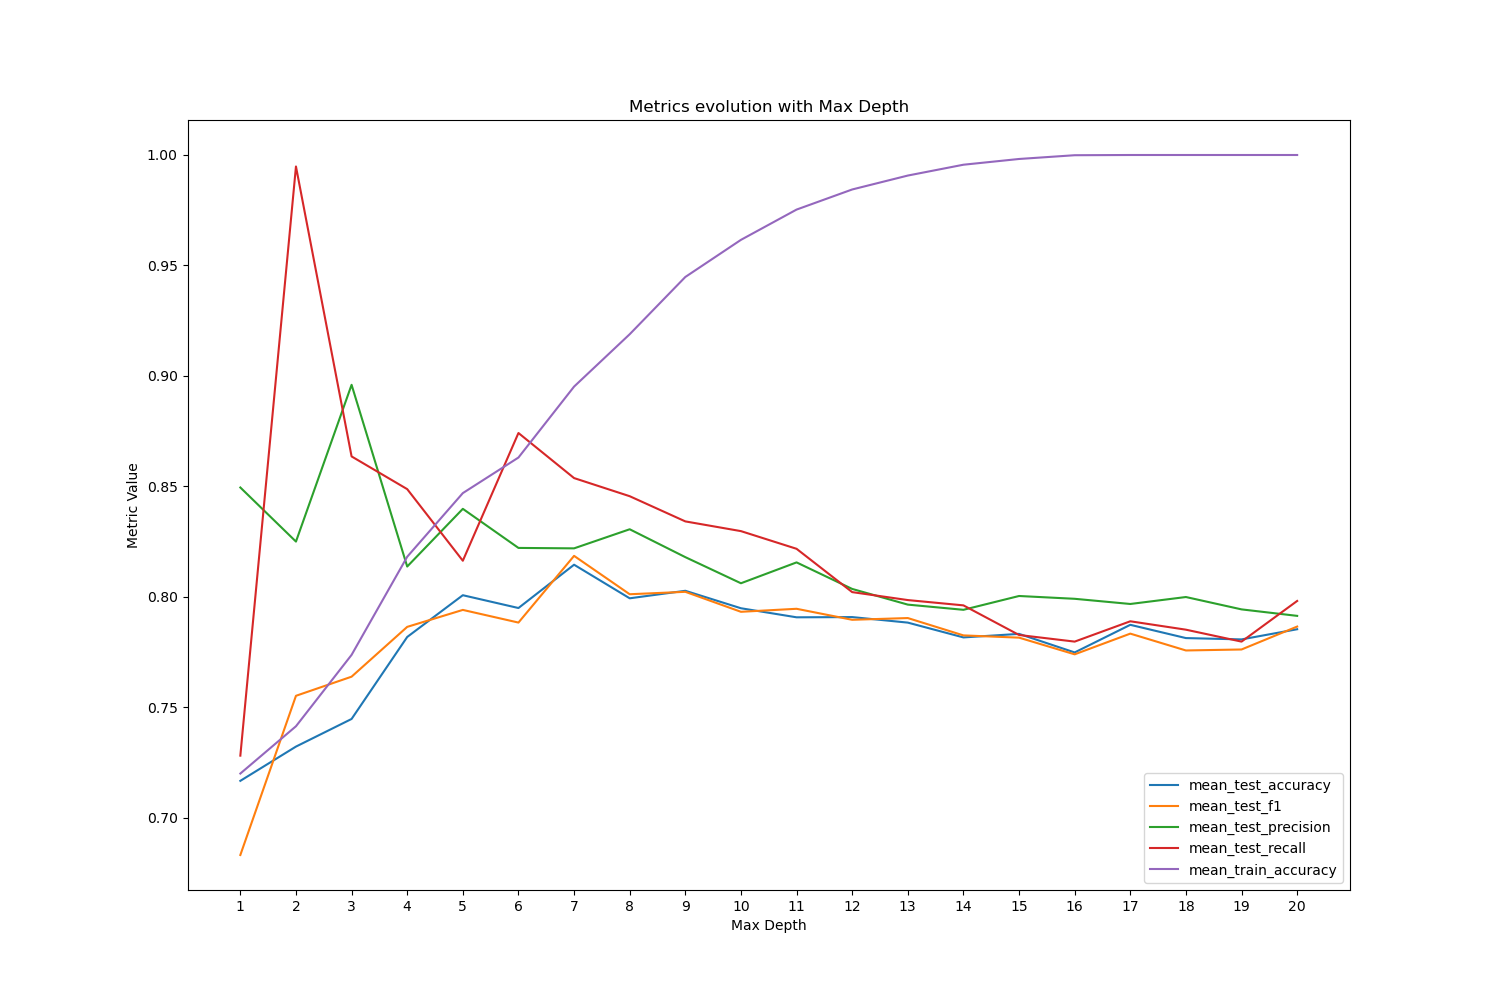 Metrics evolution with Max Depth
1.00
0.95
0.90
0.85
0.80
0.75
0.70
Metric Value
1 2 3 4 5 6 7 8 9 10 11 12 13 14 15 16 17 18 19 20
Max Depth
mean_test_accuracy
mean_test_f1
mean_test_precision
mean_test_recall
mean_train_accuracy